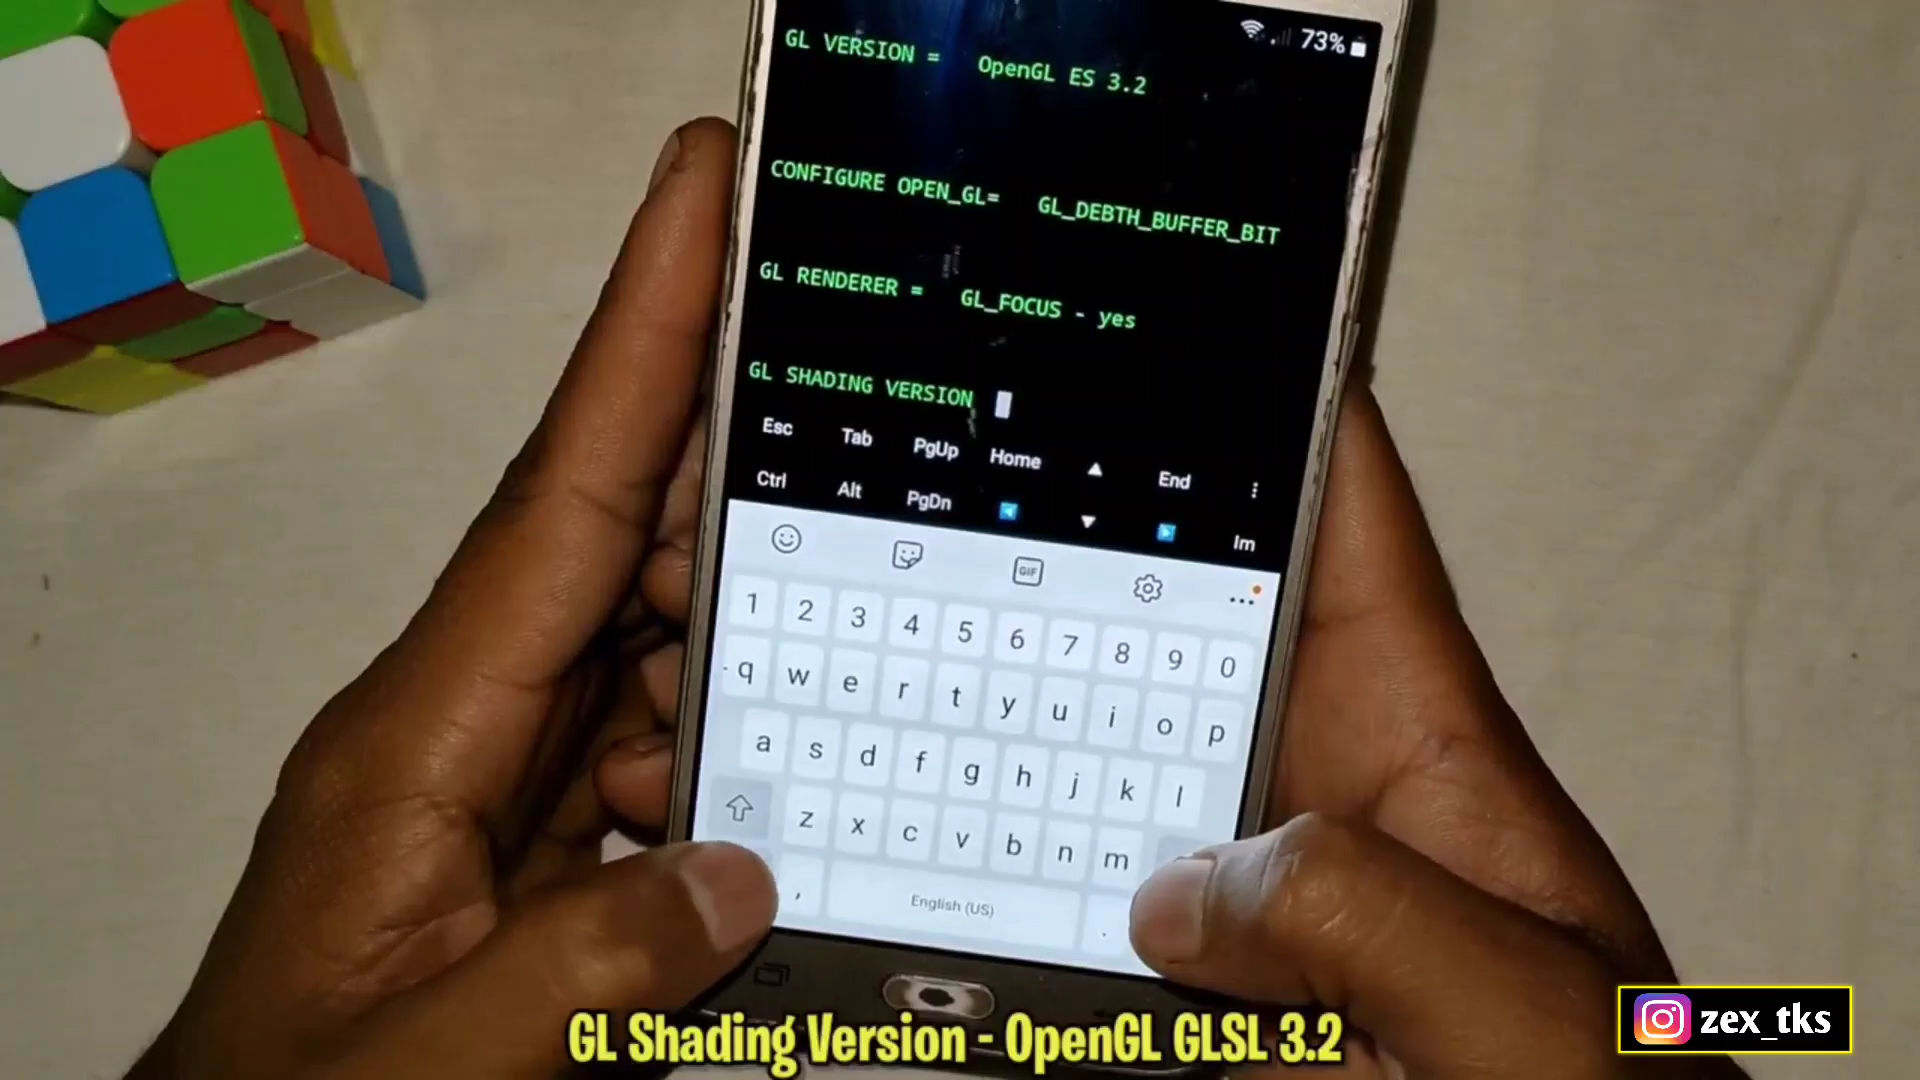 73%
GL VERSION = OpenGL ES 3.2
CONFIGURE OPEN_GL= GL_DEBTH_BUFFER_BIT
GL RENDERER = GL_FOCUS - yes
GL SHADING VERSION
Esc Tab PgUp Home ▲ End ⋮
Ctrl Alt PgDn ◀ ▼ ▶ Im
GIF
1 2 3 4 5 6 7 8 9 0
q w e r t y u i o p
a s d f g h j k l
z x c v b n m
, English (US) .
GL Shading Version - OpenGL GLSL 3.2
zex_tks